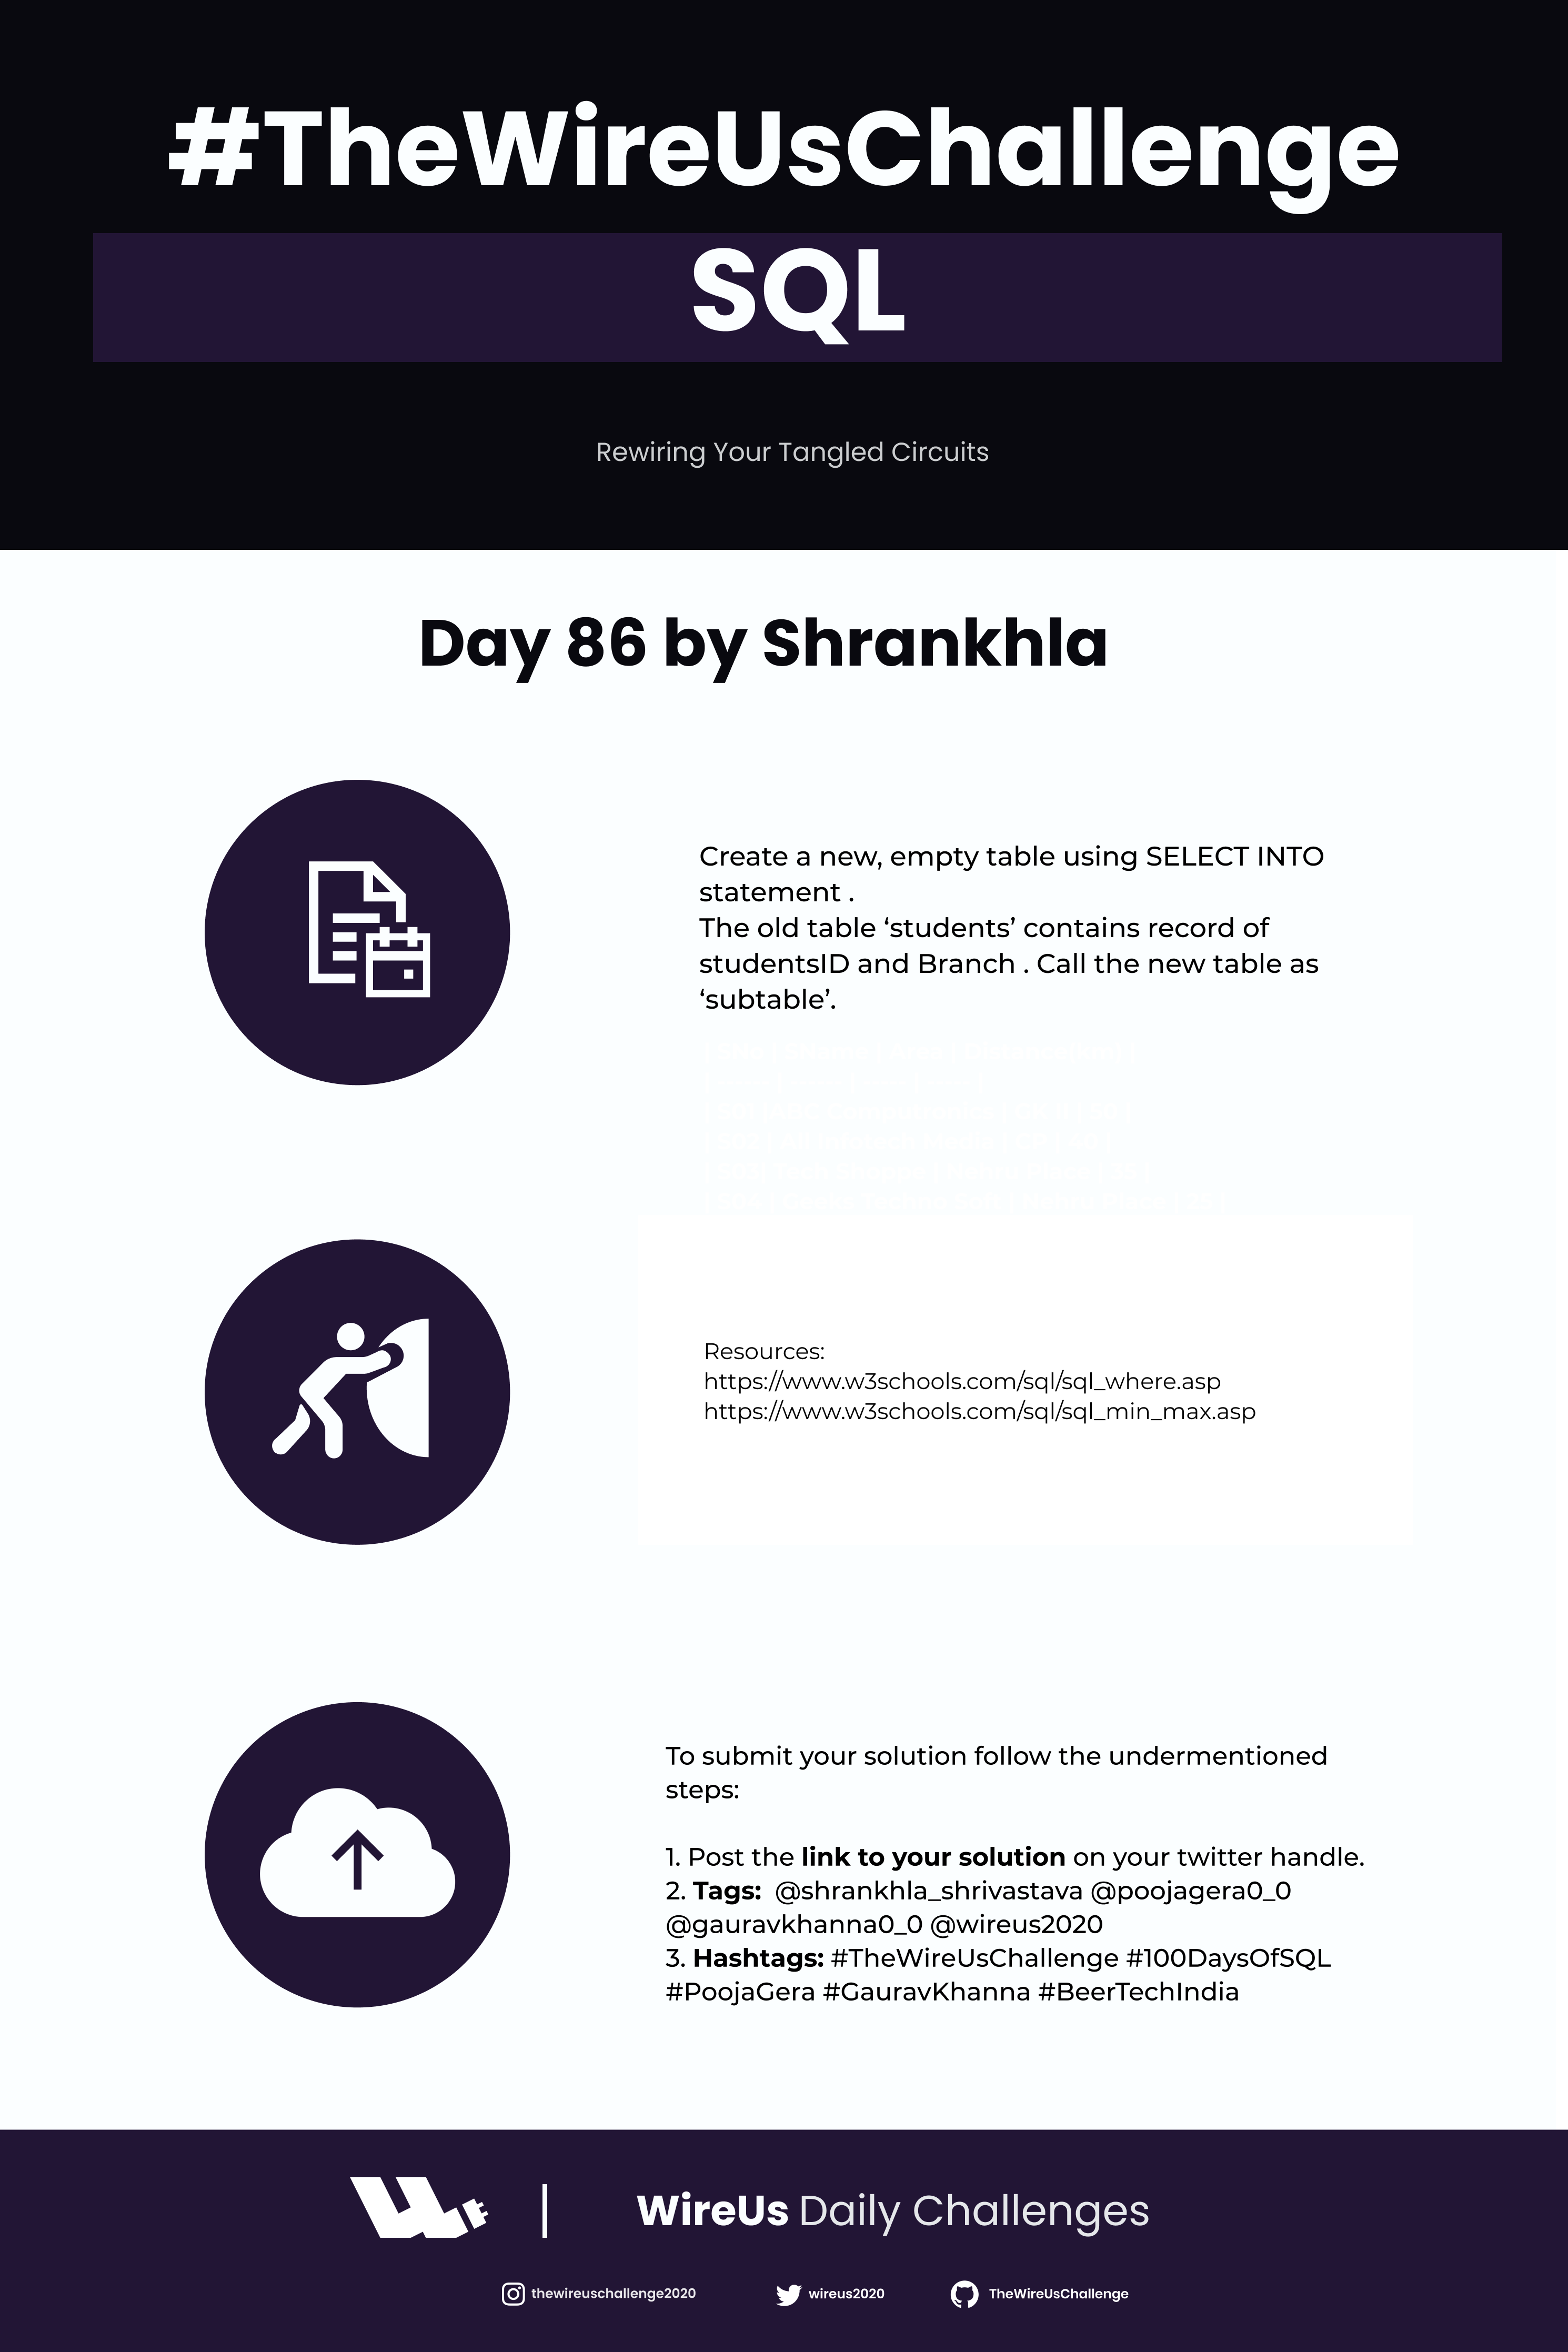 #TheWireUsChallenge
SQL
Rewiring Your Tangled Circuits
Day 86 by Shrankhla
Create a new, empty table using SELECT INTO
statement .
The old table ‘students’ contains record of
studentsID and Branch . Call the new table as
‘subtable’.
Resources:
https://www.w3schools.com/sql/sql_where.asp
https://www.w3schools.com/sql/sql_min_max.asp
To submit your solution follow the undermentioned
steps:
1. Post the link to your solution on your twitter handle.
2. Tags: @shrankhla_shrivastava @poojagera0_0
@gauravkhanna0_0 @wireus2020
3. Hashtags: #TheWireUsChallenge #100DaysOfSQL
#PoojaGera #GauravKhanna #BeerTechIndia
WireUs Daily Challenges
thewireuschallenge2020
wireus2020
TheWireUsChallenge